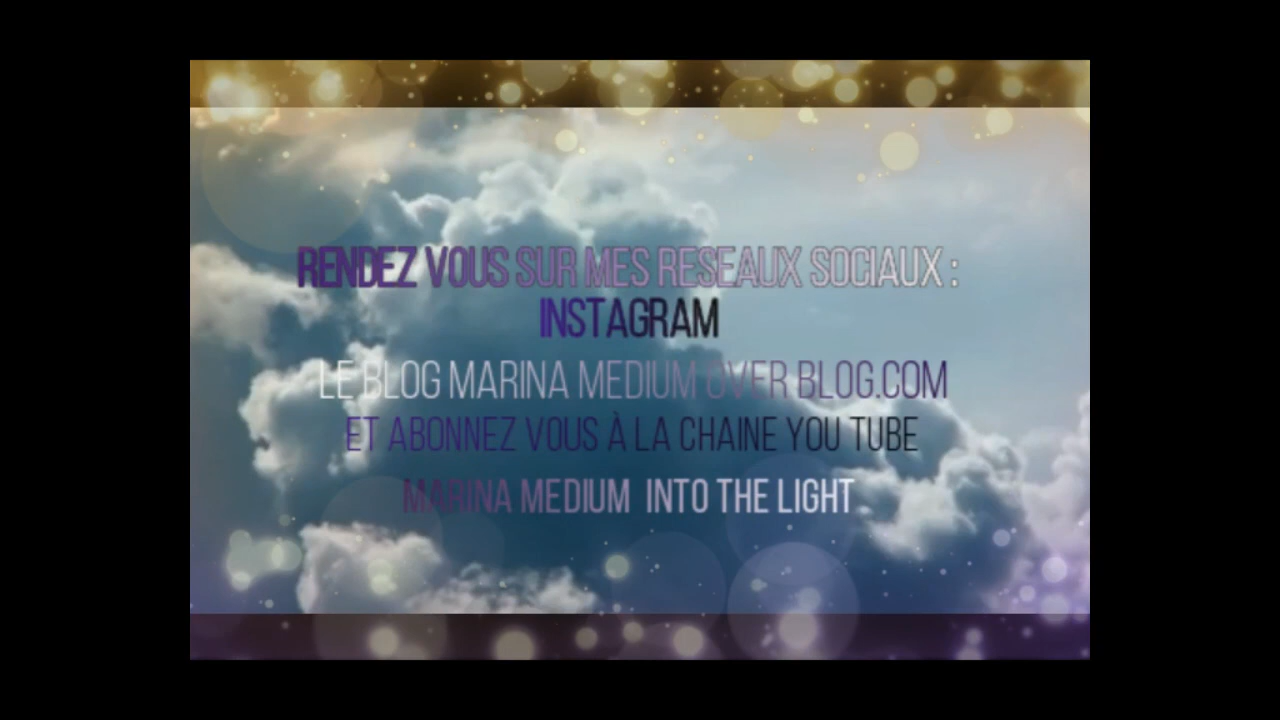 RENDEZ VOUS SUR MES RESEAUX SOCIAUX :
INSTAGRAM
LE BLOG MARINA MEDIUM OVER BLOG.COM
ET ABONNEZ VOUS À LA CHAINE YOU TUBE
MARINA MEDIUM INTO THE LIGHT